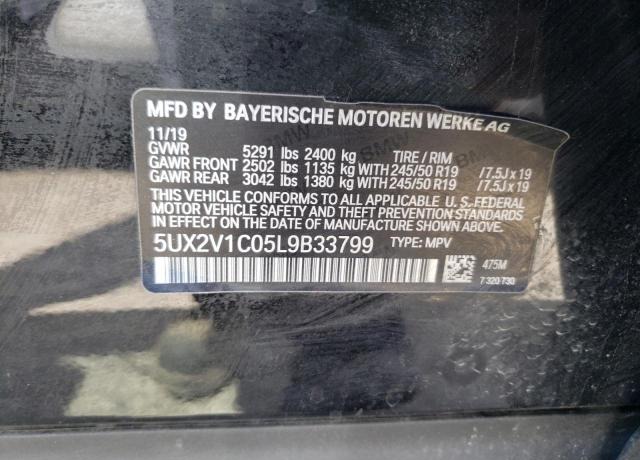 MFD BY BAYERISCHE MOTOREN WERKE AG
11/19
GVWR 5291 lbs 2400 kg TIRE / RIM
GAWR FRONT 2502 lbs 1135 kg WITH 245/50 R19 /7.5J x 19
GAWR REAR 3042 lbs 1380 kg WITH 245/50 R19 /7.5J x 19
THIS VEHICLE CONFORMS TO ALL APPLICABLE U.S. FEDERAL
MOTOR VEHICLE SAFETY AND THEFT PREVENTION STANDARDS
IN EFFECT ON THE DATE OF MANUFACTURE SHOWN ABOVE.
5UX2V1C05L9B33799 TYPE: MPV
475M
7 320 730